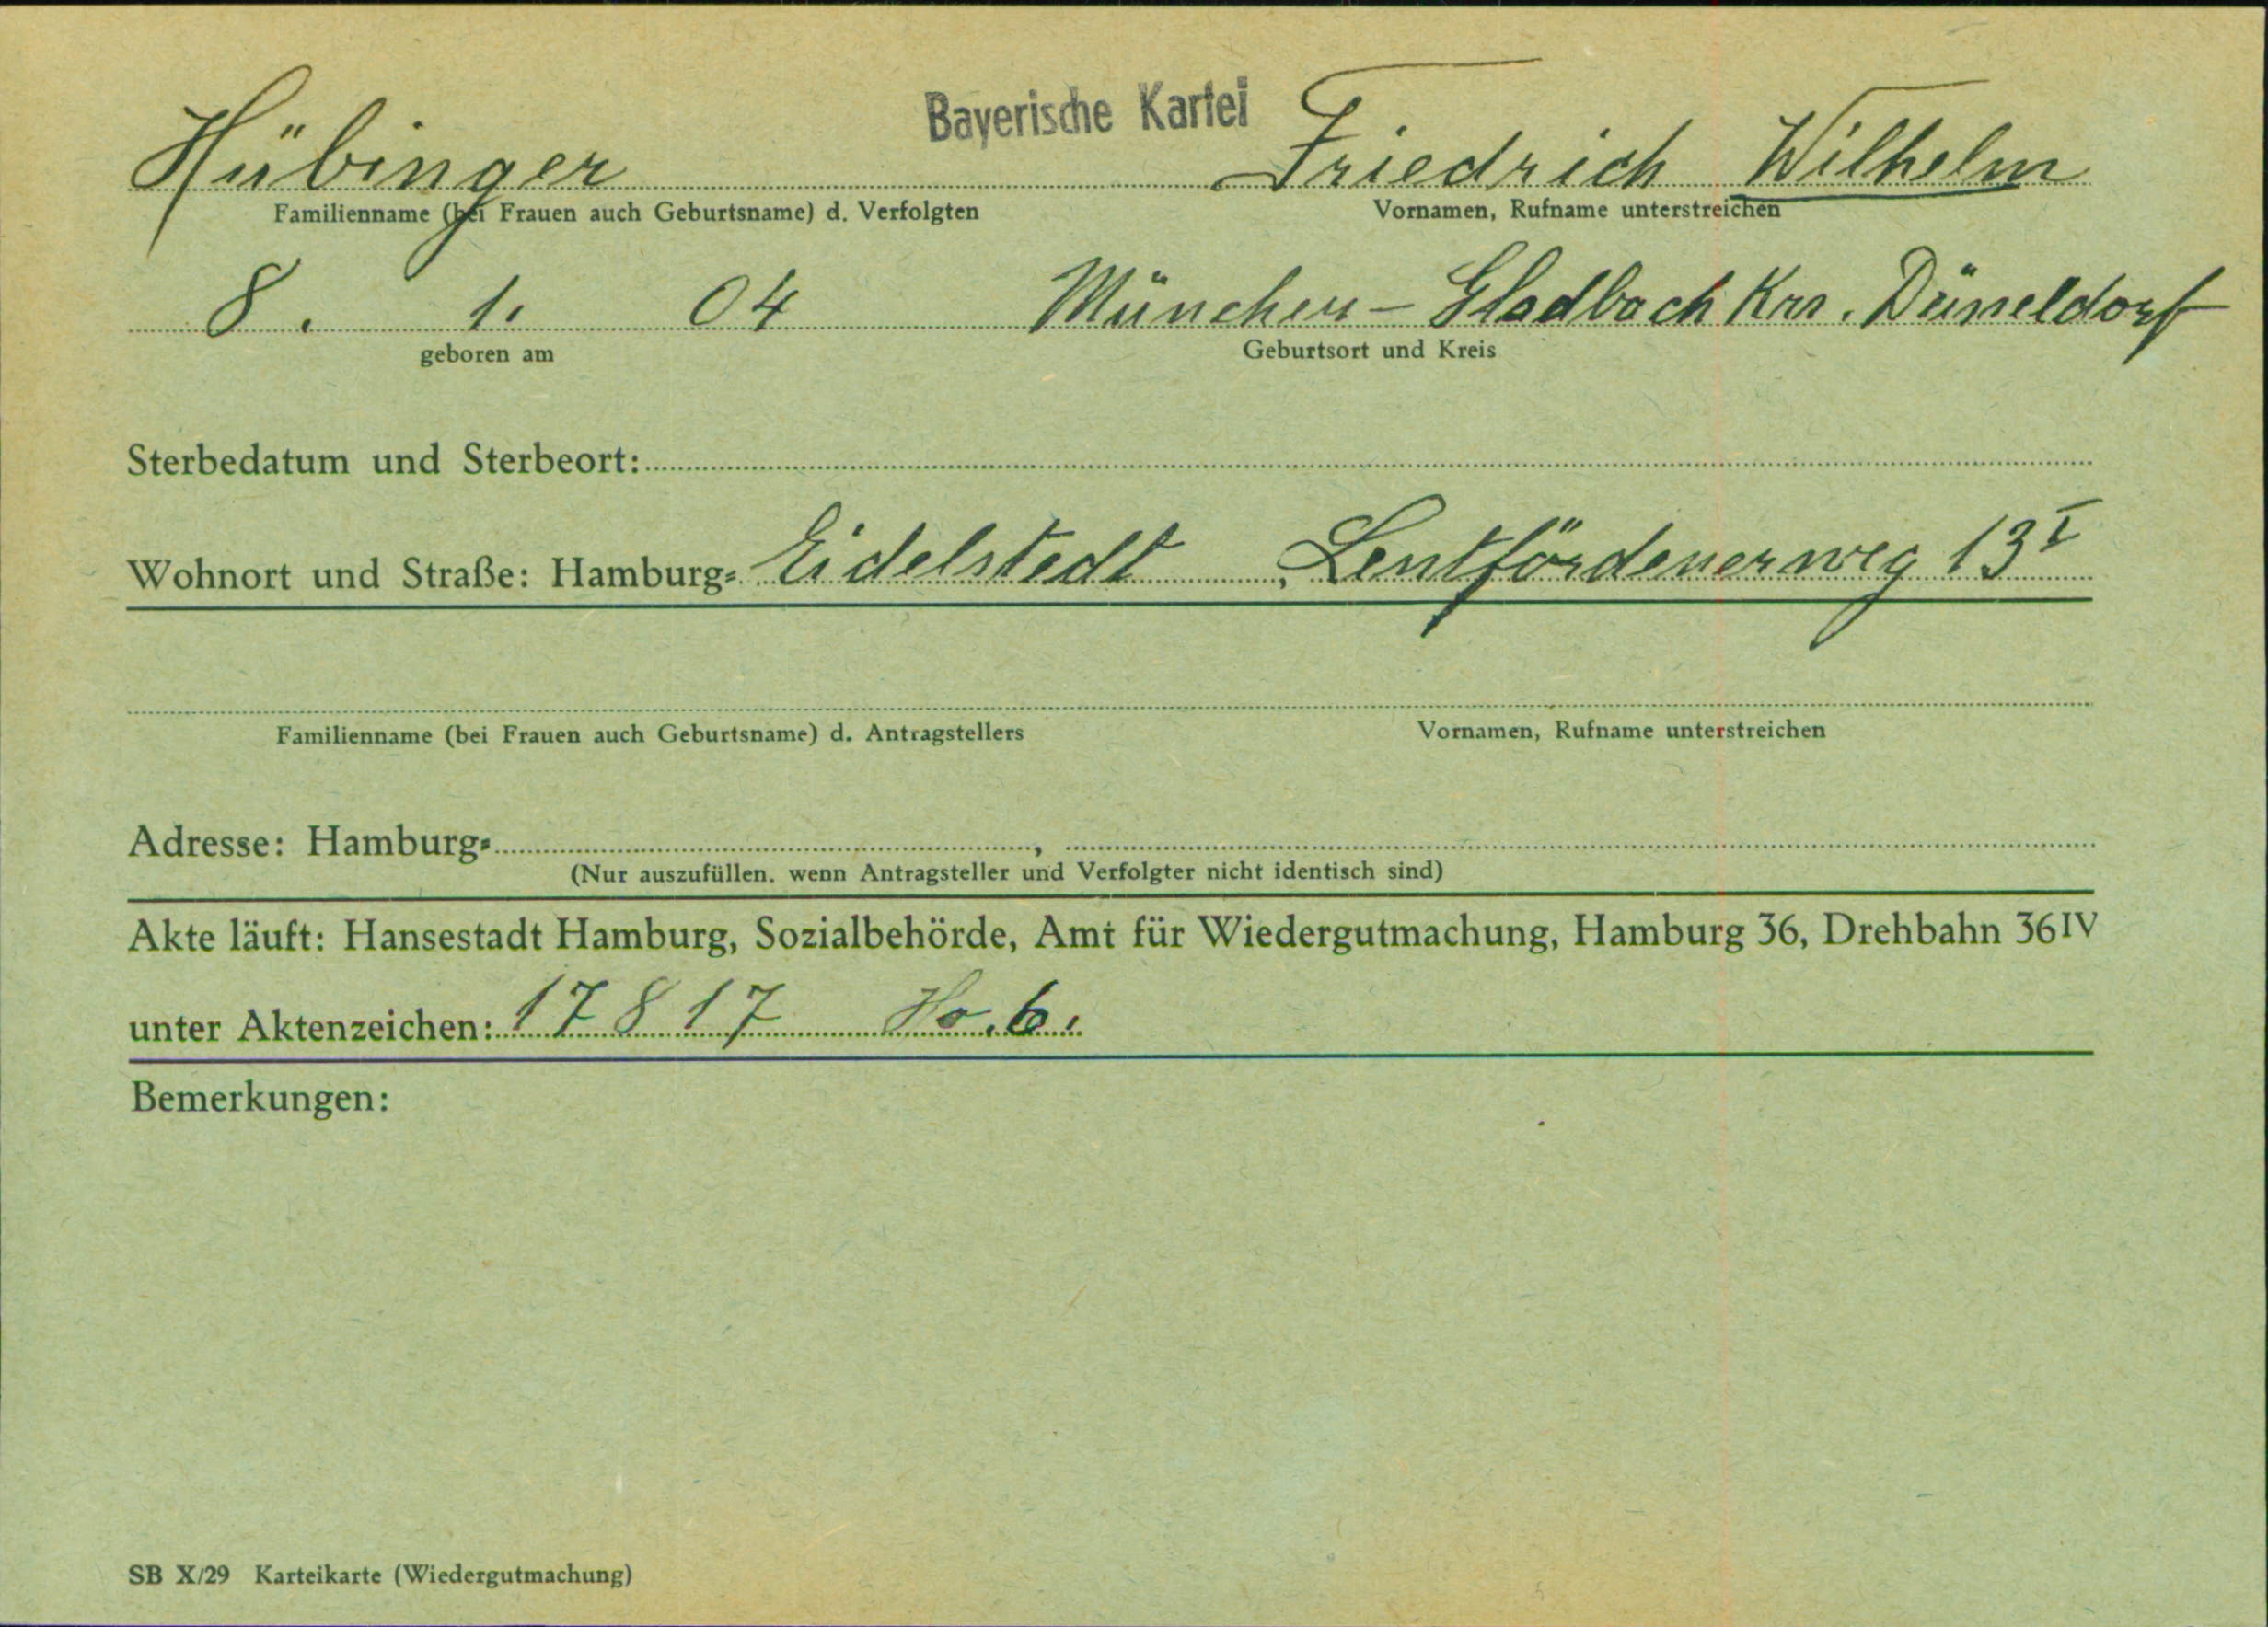 Bayerische Kartei
Hübinger Friedrich Wilhelm
Familienname (bei Frauen auch Geburtsname) d. Verfolgten Vornamen, Rufname unterstreichen
8. 1. 04 München-Gladbach Krs. Düsseldorf
geboren am Geburtsort und Kreis
Sterbedatum und Sterbeort:
Wohnort und Straße: Hamburg- Eidelstedt, Lentfördenerweg 13 I
Familienname (bei Frauen auch Geburtsname) d. Antragstellers Vornamen, Rufname unterstreichen
Adresse: Hamburg- ,
(Nur auszufüllen. wenn Antragsteller und Verfolgter nicht identisch sind)
Akte läuft: Hansestadt Hamburg, Sozialbehörde, Amt für Wiedergutmachung, Hamburg 36, Drehbahn 36 IV
unter Aktenzeichen: 17817
Bemerkungen:
SB X/29 Karteikarte (Wiedergutmachung)